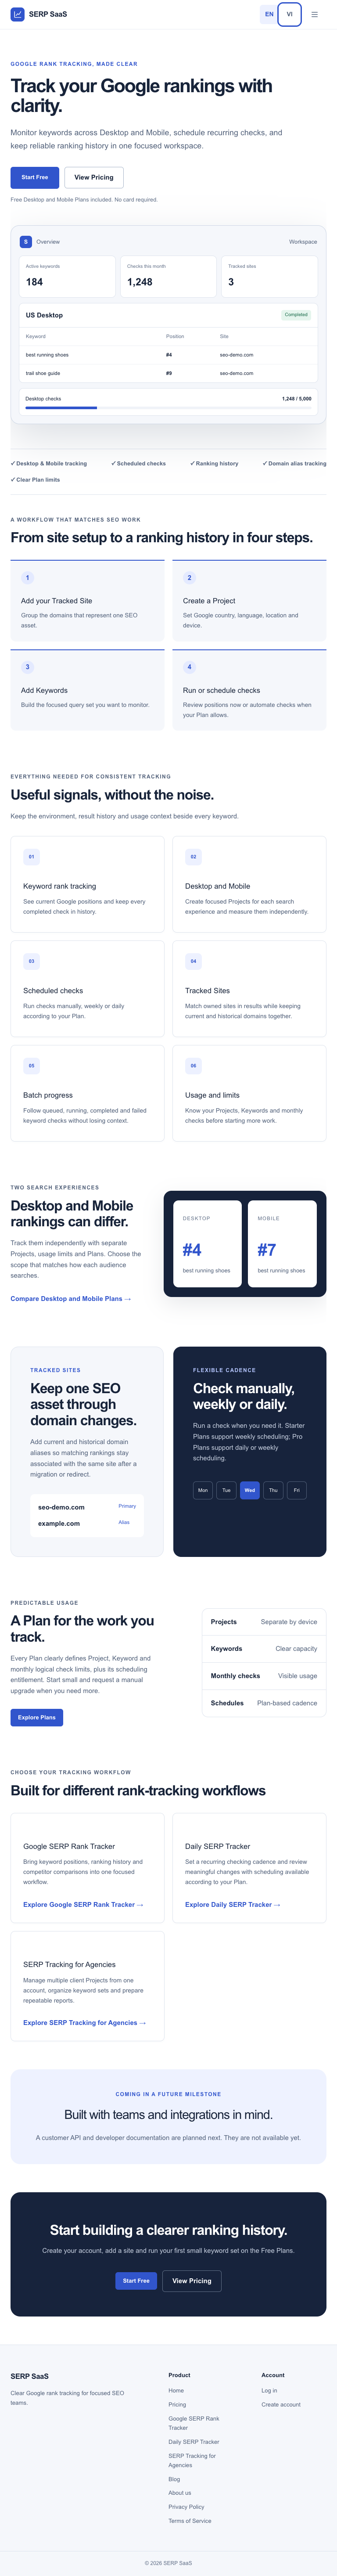 SERP SaaS
EN VI
GOOGLE RANK TRACKING, MADE CLEAR
Track your Google rankings with
clarity.
Monitor keywords across Desktop and Mobile, schedule recurring checks, and
keep reliable ranking history in one focused workspace.
Start Free View Pricing
Free Desktop and Mobile Plans included. No card required.
S Overview Workspace
Active keywords Checks this month Tracked sites
184 1,248 3
US Desktop Completed
Keyword Position Site
best running shoes #4 seo-demo.com
trail shoe guide #9 seo-demo.com
Desktop checks 1,248 / 5,000
✓ Desktop & Mobile tracking ✓ Scheduled checks ✓ Ranking history ✓ Domain alias tracking
✓ Clear Plan limits
A WORKFLOW THAT MATCHES SEO WORK
From site setup to a ranking history in four steps.
1
Add your Tracked Site
Group the domains that represent one SEO
asset.
2
Create a Project
Set Google country, language, location and
device.
3
Add Keywords
Build the focused query set you want to monitor.
4
Run or schedule checks
Review positions now or automate checks when
your Plan allows.
EVERYTHING NEEDED FOR CONSISTENT TRACKING
Useful signals, without the noise.
Keep the environment, result history and usage context beside every keyword.
01
Keyword rank tracking
See current Google positions and keep every
completed check in history.
02
Desktop and Mobile
Create focused Projects for each search
experience and measure them independently.
03
Scheduled checks
Run checks manually, weekly or daily
according to your Plan.
04
Tracked Sites
Match owned sites in results while keeping
current and historical domains together.
05
Batch progress
Follow queued, running, completed and failed
keyword checks without losing context.
06
Usage and limits
Know your Projects, Keywords and monthly
checks before starting more work.
TWO SEARCH EXPERIENCES
Desktop and Mobile
rankings can differ.
Track them independently with separate
Projects, usage limits and Plans. Choose the
scope that matches how each audience
searches.
Compare Desktop and Mobile Plans →
DESKTOP
#4
best running shoes
MOBILE
#7
best running shoes
TRACKED SITES
Keep one SEO
asset through
domain changes.
Add current and historical domain
aliases so matching rankings stay
associated with the same site after a
migration or redirect.
seo-demo.com Primary
example.com Alias
FLEXIBLE CADENCE
Check manually,
weekly or daily.
Run a check when you need it. Starter
Plans support weekly scheduling; Pro
Plans support daily or weekly
scheduling.
Mon Tue Wed Thu Fri
PREDICTABLE USAGE
A Plan for the work you
track.
Every Plan clearly defines Project, Keyword and
monthly logical check limits, plus its scheduling
entitlement. Start small and request a manual
upgrade when you need more.
Explore Plans
Projects Separate by device
Keywords Clear capacity
Monthly checks Visible usage
Schedules Plan-based cadence
CHOOSE YOUR TRACKING WORKFLOW
Built for different rank-tracking workflows
Google SERP Rank Tracker
Bring keyword positions, ranking history and
competitor comparisons into one focused
workflow.
Explore Google SERP Rank Tracker →
Daily SERP Tracker
Set a recurring checking cadence and review
meaningful changes with scheduling available
according to your Plan.
Explore Daily SERP Tracker →
SERP Tracking for Agencies
Manage multiple client Projects from one
account, organize keyword sets and prepare
repeatable reports.
Explore SERP Tracking for Agencies →
COMING IN A FUTURE MILESTONE
Built with teams and integrations in mind.
A customer API and developer documentation are planned next. They are not available yet.
Start building a clearer ranking history.
Create your account, add a site and run your first small keyword set on the Free Plans.
Start Free View Pricing
SERP SaaS
Clear Google rank tracking for focused SEO
teams.
Product
Home
Pricing
Google SERP Rank
Tracker
Daily SERP Tracker
SERP Tracking for
Agencies
Blog
About us
Privacy Policy
Terms of Service
Account
Log in
Create account
© 2026 SERP SaaS